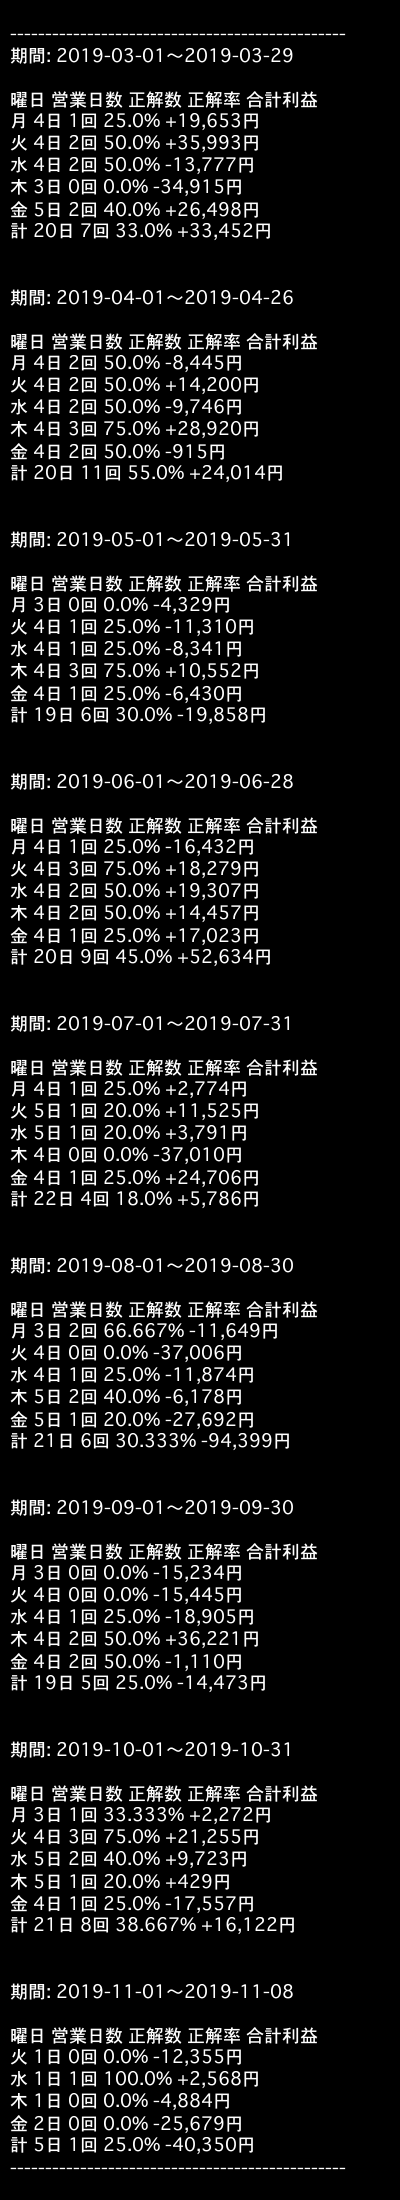 ------------------------------------------------
期間: 2019-03-01〜2019-03-29
曜日 営業日数 正解数 正解率 合計利益
月 4日 1回 25.0% +19,653円
火 4日 2回 50.0% +35,993円
水 4日 2回 50.0% -13,777円
木 3日 0回 0.0% -34,915円
金 5日 2回 40.0% +26,498円
計 20日 7回 33.0% +33,452円
期間: 2019-04-01〜2019-04-26
曜日 営業日数 正解数 正解率 合計利益
月 4日 2回 50.0% -8,445円
火 4日 2回 50.0% +14,200円
水 4日 2回 50.0% -9,746円
木 4日 3回 75.0% +28,920円
金 4日 2回 50.0% -915円
計 20日 11回 55.0% +24,014円
期間: 2019-05-01〜2019-05-31
曜日 営業日数 正解数 正解率 合計利益
月 3日 0回 0.0% -4,329円
火 4日 1回 25.0% -11,310円
水 4日 1回 25.0% -8,341円
木 4日 3回 75.0% +10,552円
金 4日 1回 25.0% -6,430円
計 19日 6回 30.0% -19,858円
期間: 2019-06-01〜2019-06-28
曜日 営業日数 正解数 正解率 合計利益
月 4日 1回 25.0% -16,432円
火 4日 3回 75.0% +18,279円
水 4日 2回 50.0% +19,307円
木 4日 2回 50.0% +14,457円
金 4日 1回 25.0% +17,023円
計 20日 9回 45.0% +52,634円
期間: 2019-07-01〜2019-07-31
曜日 営業日数 正解数 正解率 合計利益
月 4日 1回 25.0% +2,774円
火 5日 1回 20.0% +11,525円
水 5日 1回 20.0% +3,791円
木 4日 0回 0.0% -37,010円
金 4日 1回 25.0% +24,706円
計 22日 4回 18.0% +5,786円
期間: 2019-08-01〜2019-08-30
曜日 営業日数 正解数 正解率 合計利益
月 3日 2回 66.667% -11,649円
火 4日 0回 0.0% -37,006円
水 4日 1回 25.0% -11,874円
木 5日 2回 40.0% -6,178円
金 5日 1回 20.0% -27,692円
計 21日 6回 30.333% -94,399円
期間: 2019-09-01〜2019-09-30
曜日 営業日数 正解数 正解率 合計利益
月 3日 0回 0.0% -15,234円
火 4日 0回 0.0% -15,445円
水 4日 1回 25.0% -18,905円
木 4日 2回 50.0% +36,221円
金 4日 2回 50.0% -1,110円
計 19日 5回 25.0% -14,473円
期間: 2019-10-01〜2019-10-31
曜日 営業日数 正解数 正解率 合計利益
月 3日 1回 33.333% +2,272円
火 4日 3回 75.0% +21,255円
水 5日 2回 40.0% +9,723円
木 5日 1回 20.0% +429円
金 4日 1回 25.0% -17,557円
計 21日 8回 38.667% +16,122円
期間: 2019-11-01〜2019-11-08
曜日 営業日数 正解数 正解率 合計利益
火 1日 0回 0.0% -12,355円
水 1日 1回 100.0% +2,568円
木 1日 0回 0.0% -4,884円
金 2日 0回 0.0% -25,679円
計 5日 1回 25.0% -40,350円
------------------------------------------------